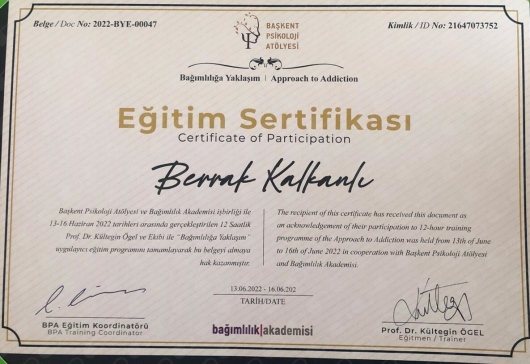 Belge / Doc No: 2022-BYE-00047
BAŞKENT
PSİKOLOJİ
ATÖLYESİ
Kimlik / ID No: 21647073752
Bağımlılığa Yaklaşım | Approach to Addiction
Eğitim Sertifikası
Certificate of Participation
Berrak Kalkanlı
Başkent Psikoloji Atölyesi ve Bağımlılık Akademisi işbirliği ile
13-16 Haziran 2022 tarihlers arasında gerçekleştirilen 12 Saatlik
Prof. Dr. Kültegin Ögel ve Ekibi ile "Bağımlılığa Yaklaşım"
uygulayıcı eğitim programını tamamlayarak bu belgeyi almaya
hak kazanmıştır.
The recipient of this certificate has received this document as
an acknowledgement of their participation to 12-hour training
programme of the Approach to Addiction was held from 13th of June
to 16th of June 2022 in cooperation with Başkent Psikoloji Atölyesi
and Bağımlılık Akademisi.
13.06.2022 - 16.06.202
TARİH/DATE
BPA Eğitim Koordinatörü
BPA Training Coordinator
bağımlılık|akademisi
Prof. Dr. Kültegin ÖGEL
Eğitmen / Trainer